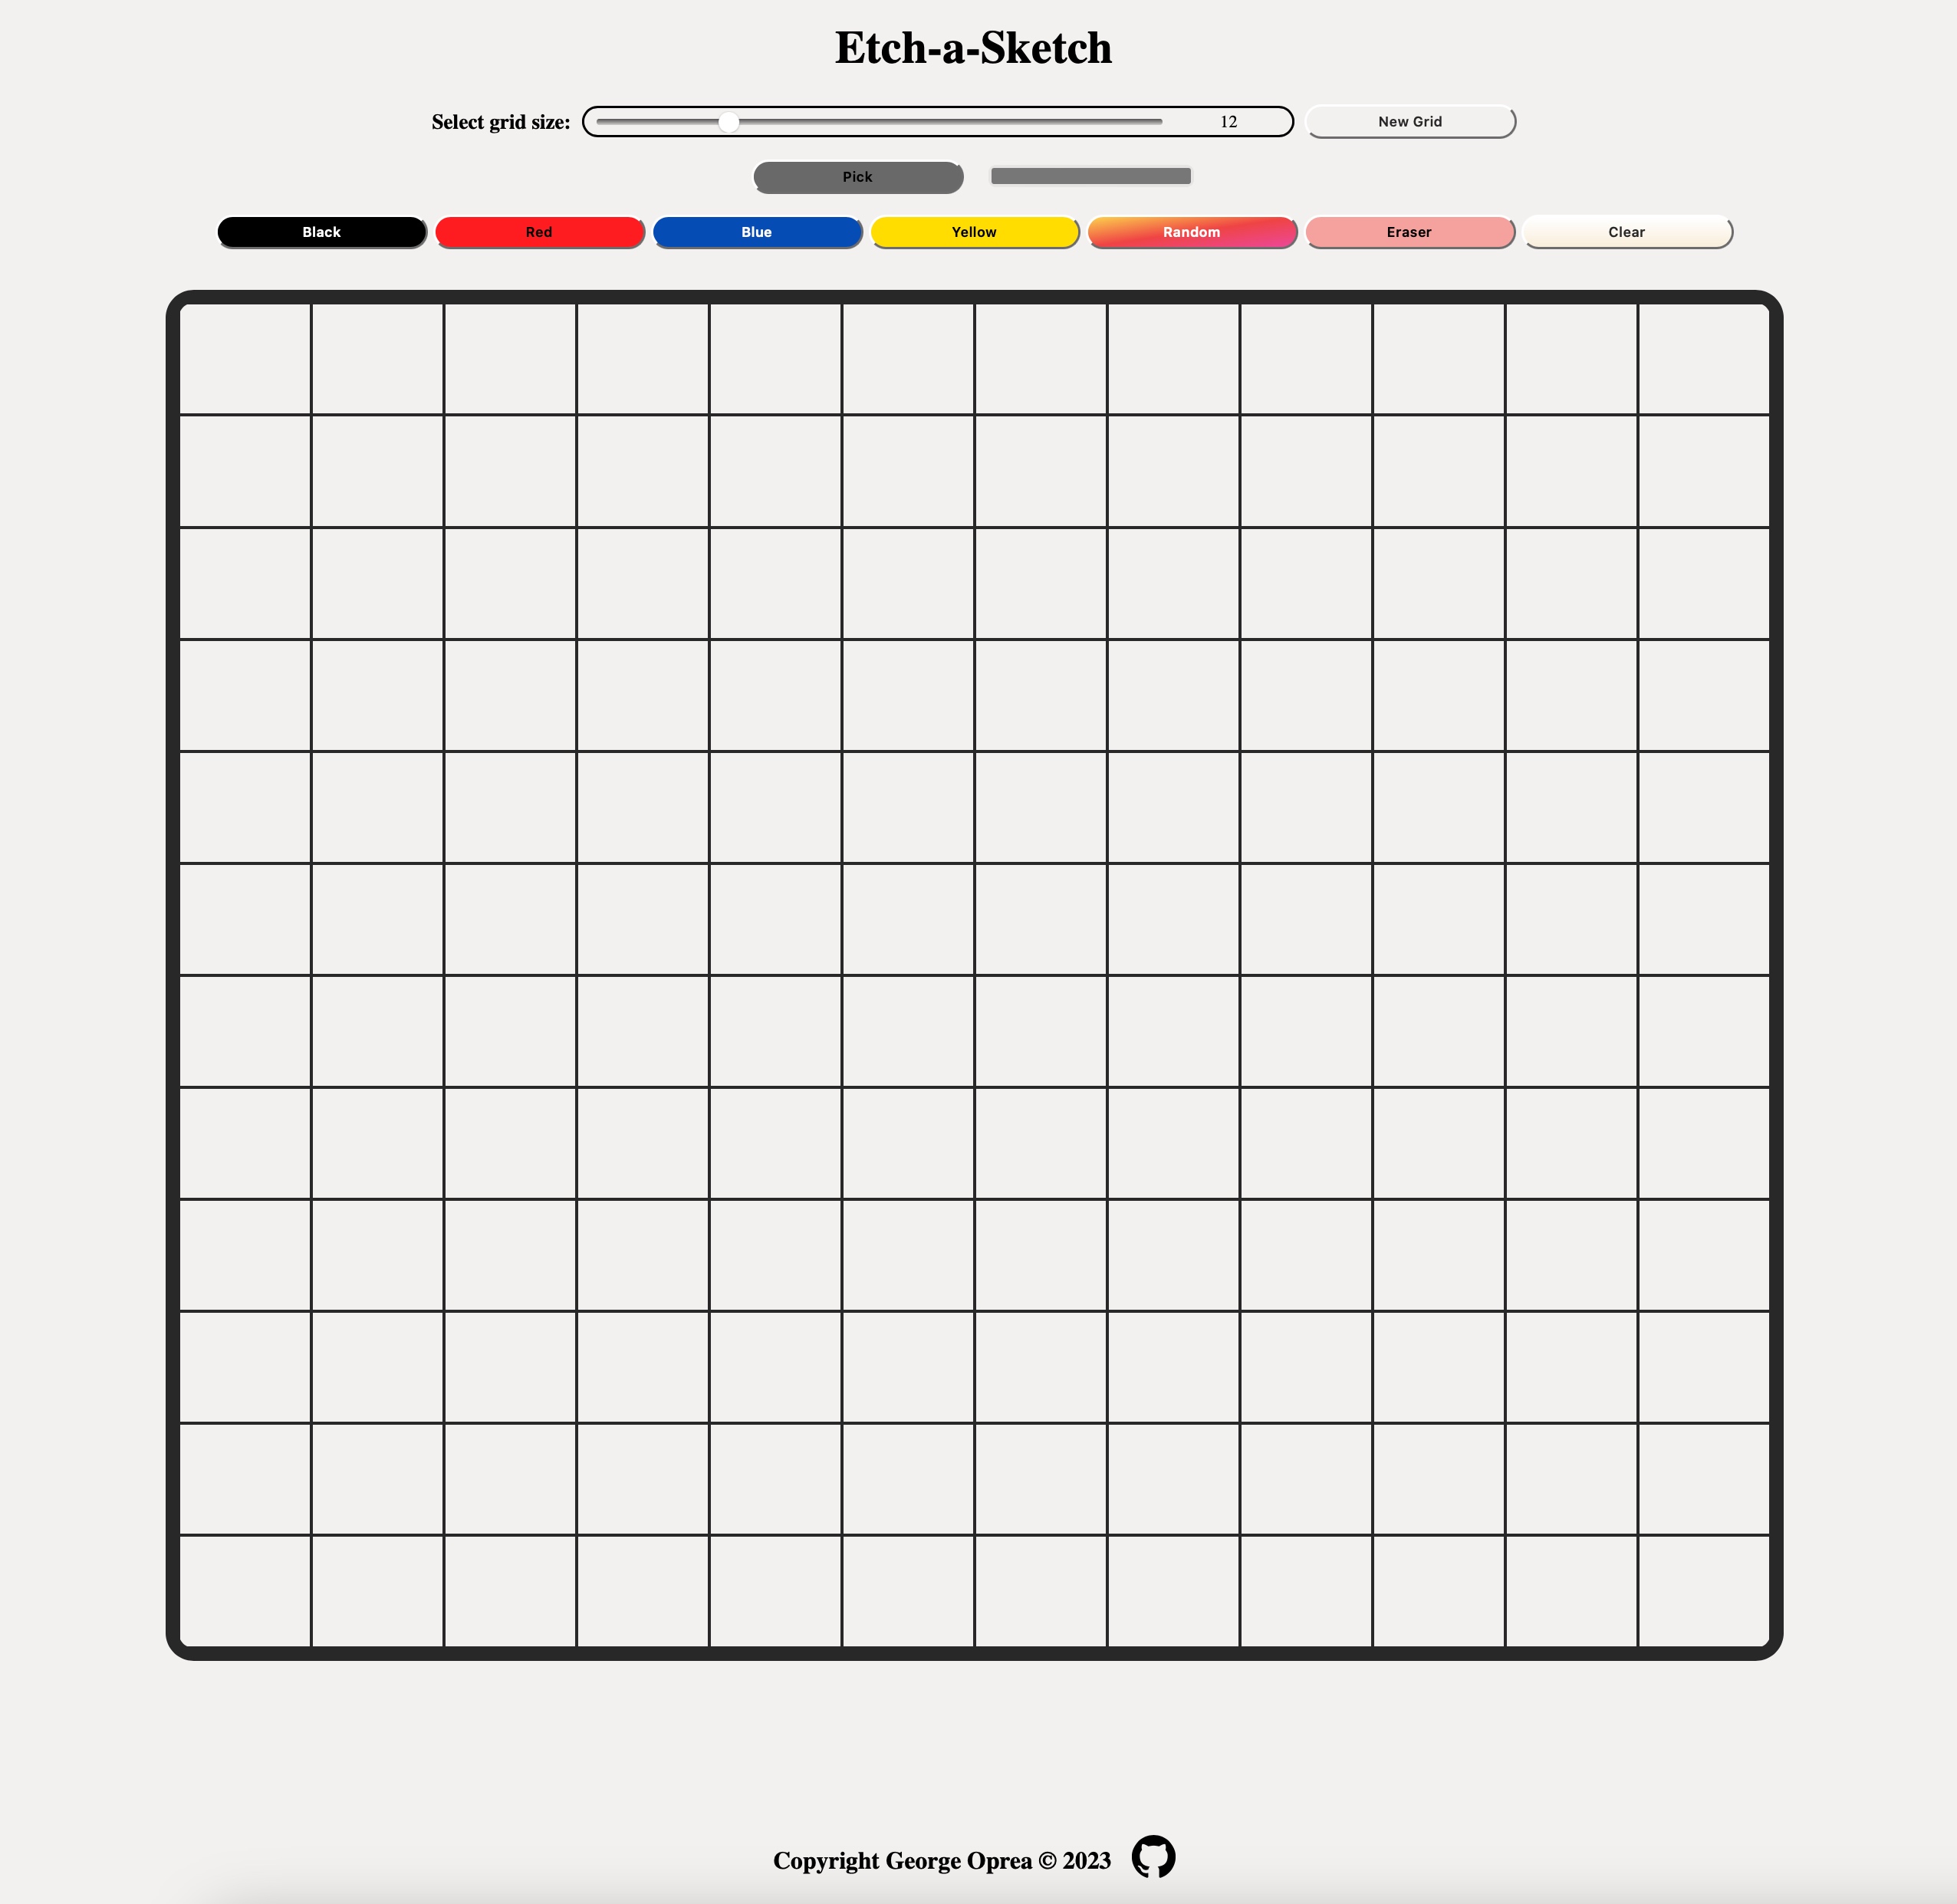 Etch-a-Sketch
Select grid size: 12 New Grid
Pick
Black Red Blue Yellow Random Eraser Clear
Copyright George Oprea © 2023